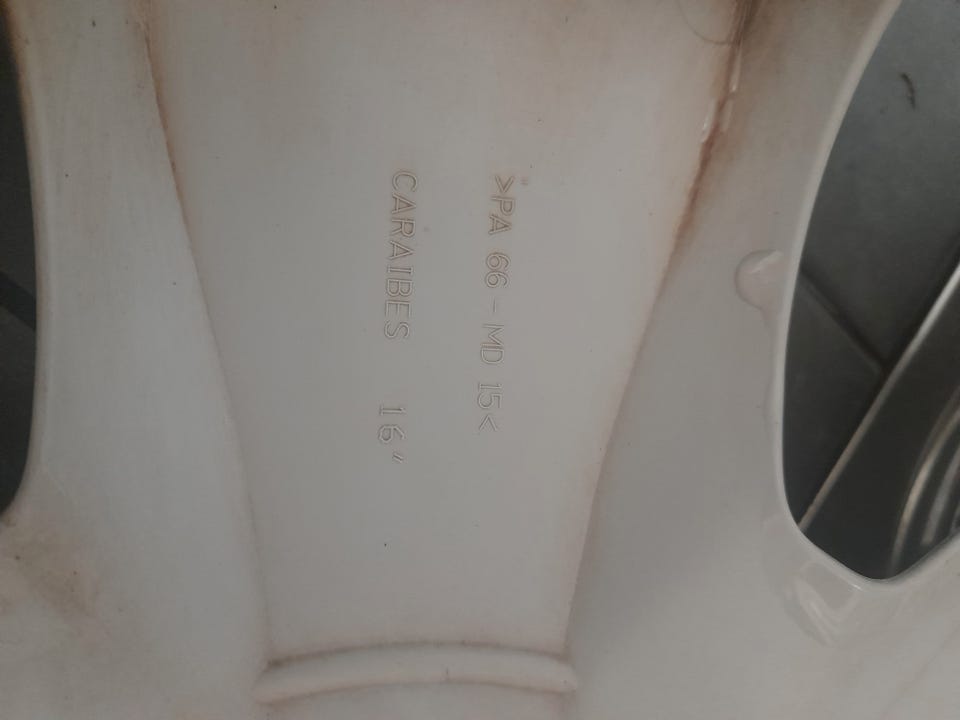 >PA 66-MD 15<
CARAIBES 16"